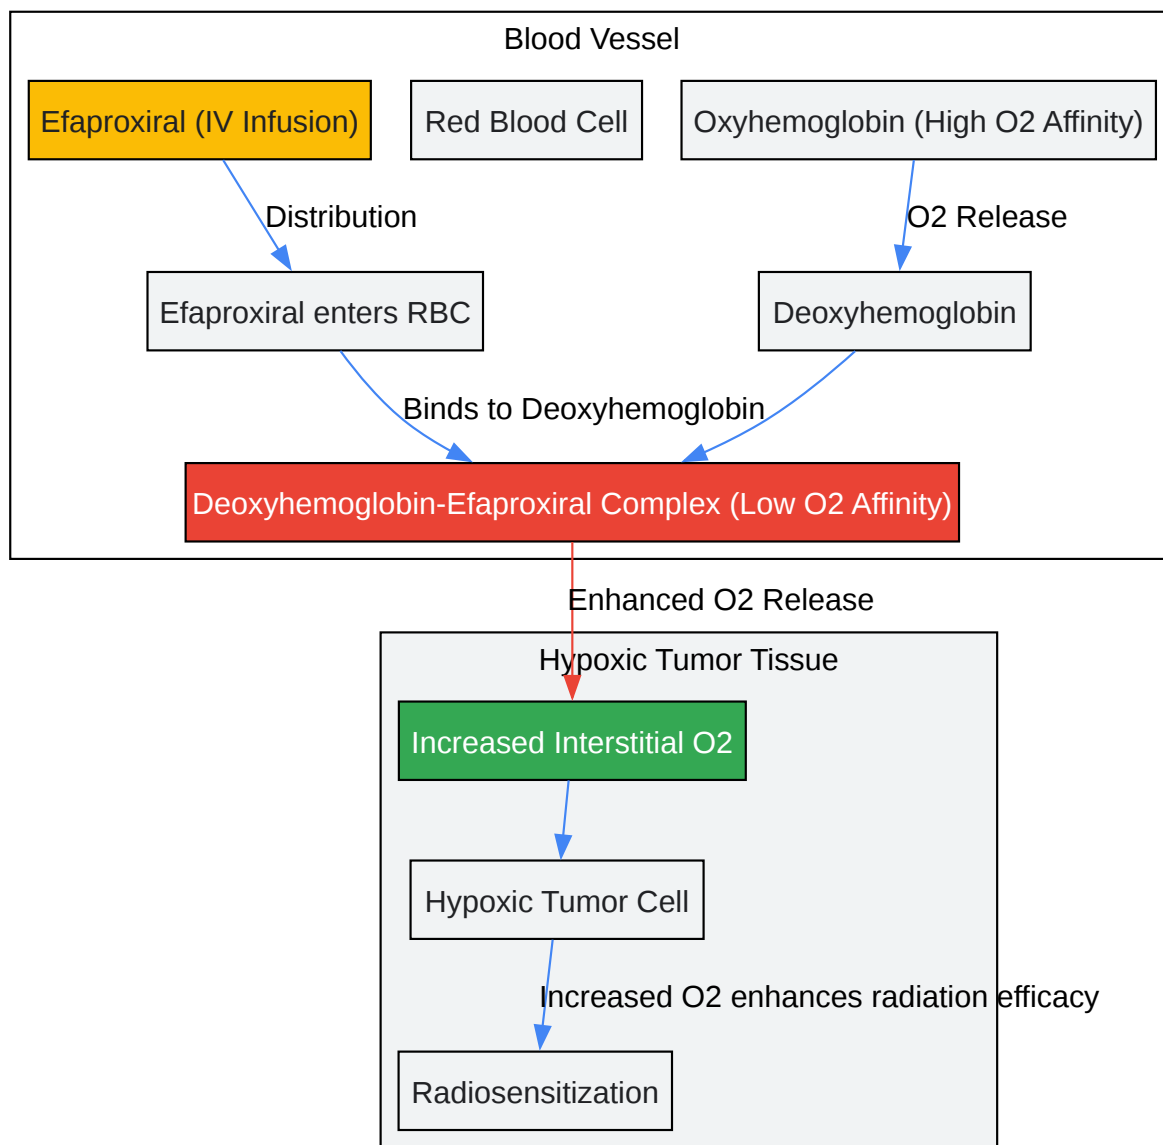 Blood Vessel
Efaproxiral (IV Infusion)
Red Blood Cell
Oxyhemoglobin (High O2 Affinity)
Distribution
O2 Release
Efaproxiral enters RBC
Deoxyhemoglobin
Binds to Deoxyhemoglobin
Deoxyhemoglobin-Efaproxiral Complex (Low O2 Affinity)
Enhanced O2 Release
Hypoxic Tumor Tissue
Increased Interstitial O2
Hypoxic Tumor Cell
Increased O2 enhances radiation efficacy
Radiosensitization